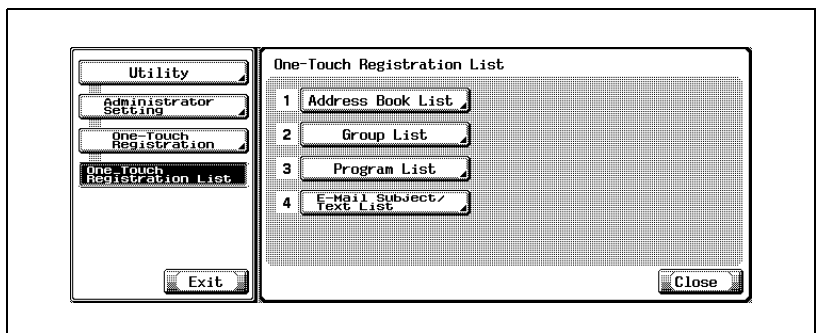 Utility
Administrator
Setting
One-Touch
Registration
One-Touch
Registration List
Exit
One-Touch Registration List
1 Address Book List
2 Group List
3 Program List
4 E-Mail Subject/
Text List
Close